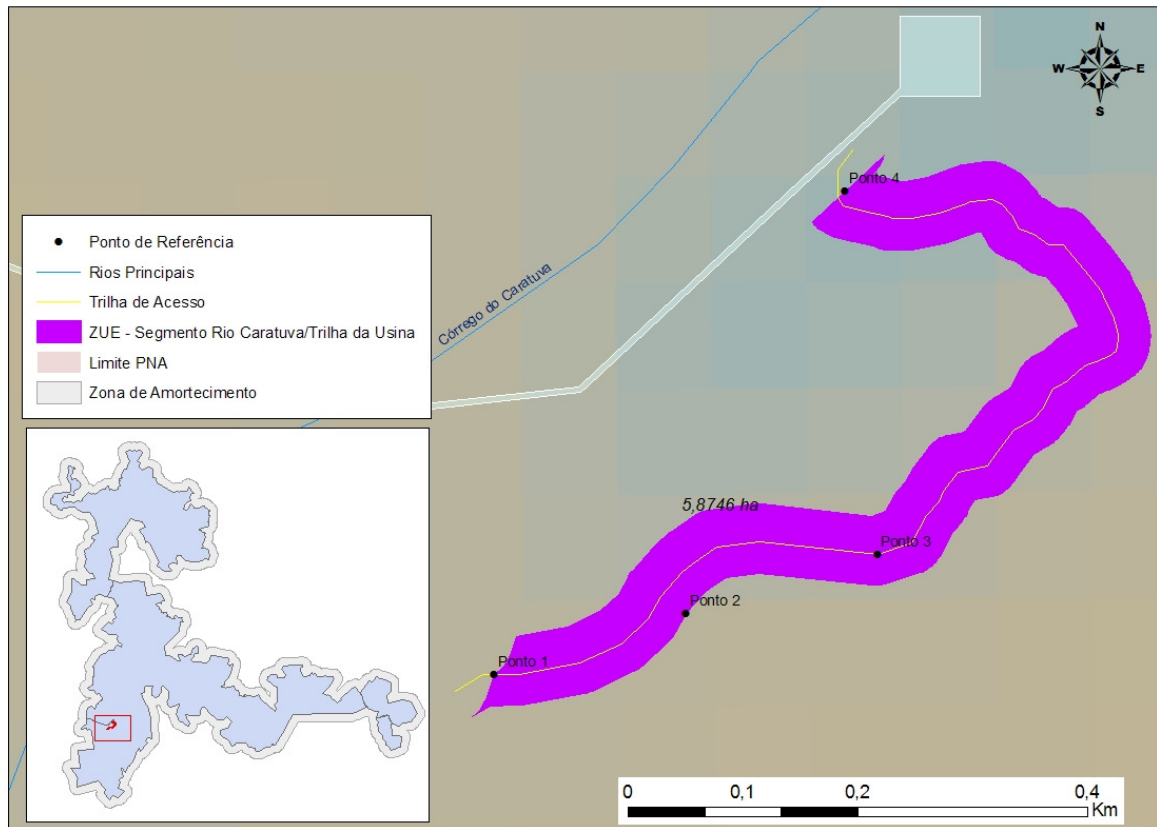 N
W E
S
Ponto 4
Ponto de Referência
Rios Principais
Trilha de Acesso
ZUE - Segmento Rio Caratuva/Trilha da Usina
Limite PNA
Zona de Amortecimento
Córrego do Caratuva
5,8746 ha
Ponto 3
Ponto 2
Ponto 1
0 0,1 0,2 0,4
Km